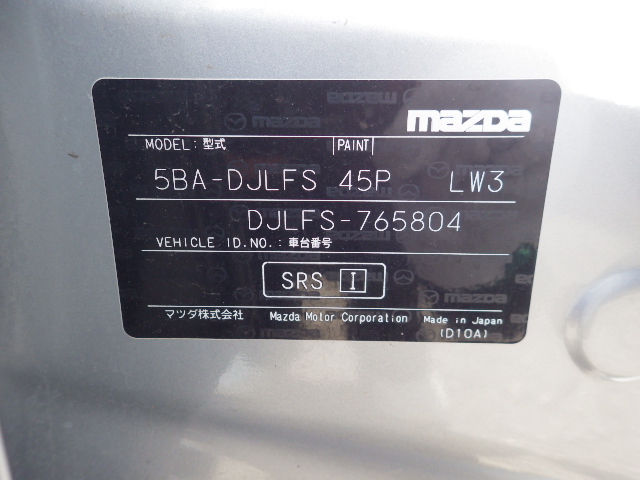 mazda
MODEL:型式 PAINT
5BA-DJLFS 45P LW3
DJLFS-765804
VEHICLE ID.NO.:車台番号
SRS I
マツダ株式会社 Mazda Motor Corporation Made in Japan
(D10A)